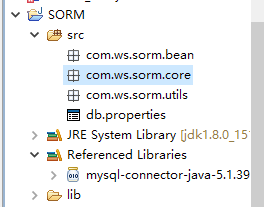 SORM
src
com.ws.sorm.bean
com.ws.sorm.core
com.ws.sorm.utils
db.properties
JRE System Library [jdk1.8.0_15
Referenced Libraries
mysql-connector-java-5.1.39
lib